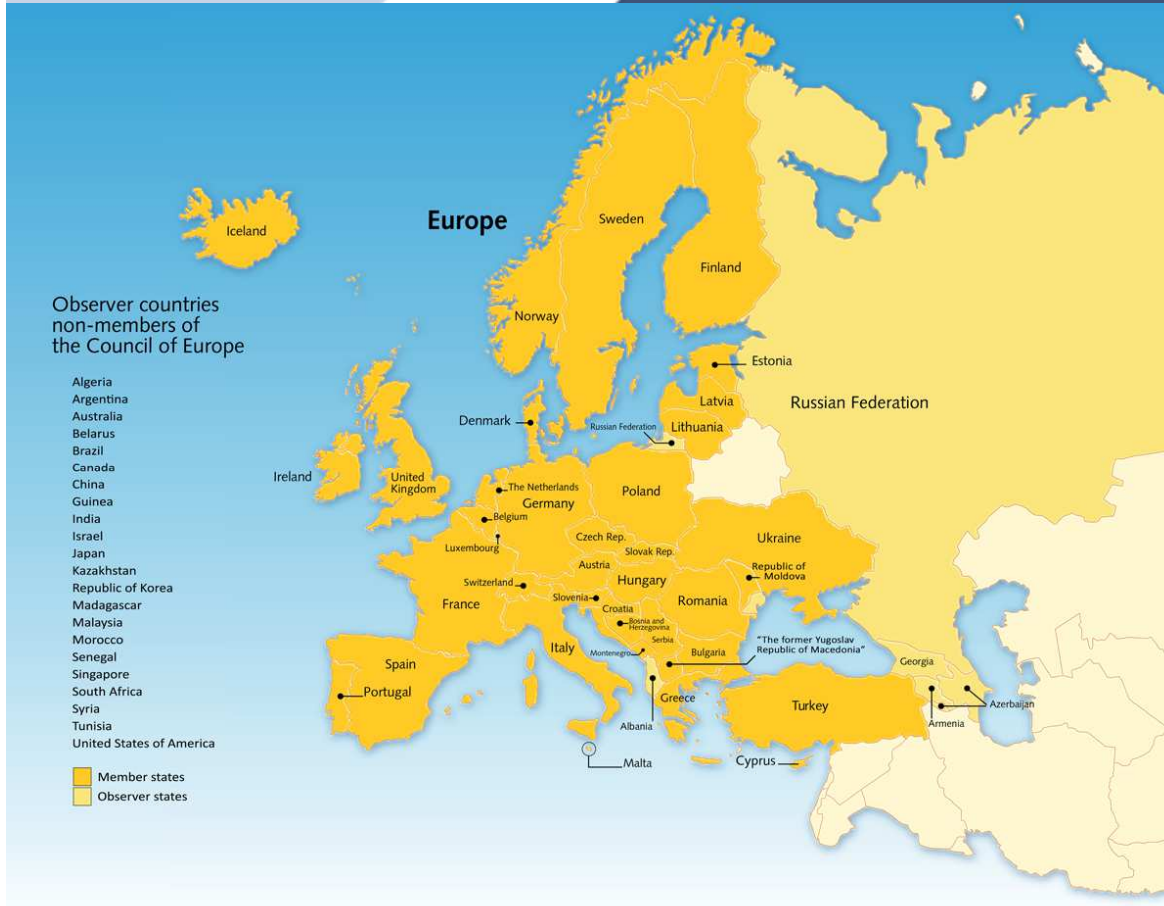 Europe
Iceland
Sweden
Finland
Norway
Observer countries
non-members of
the Council of Europe
Algeria
Argentina
Australia
Belarus
Brazil
Canada
China
Guinea
India
Israel
Japan
Kazakhstan
Republic of Korea
Madagascar
Malaysia
Morocco
Senegal
Singapore
South Africa
Syria
Tunisia
United States of America
Member states
Observer states
Estonia
Latvia
Russian Federation
Denmark
Russian Federation
Lithuania
Ireland
United
Kingdom
The Netherlands
Germany
Poland
Belgium
Luxembourg
Czech Rep.
Slovak Rep.
Ukraine
Austria
Republic of
Moldova
Switzerland
Hungary
Slovenia
France
Croatia
Romania
Bosnia and
Herzegovina
Serbia
"The former Yugoslav
Republic of Macedonia"
Italy
Montenegro
Bulgaria
Georgia
Spain
Portugal
Greece
Turkey
Azerbaijan
Albania
Armenia
Malta
Cyprus